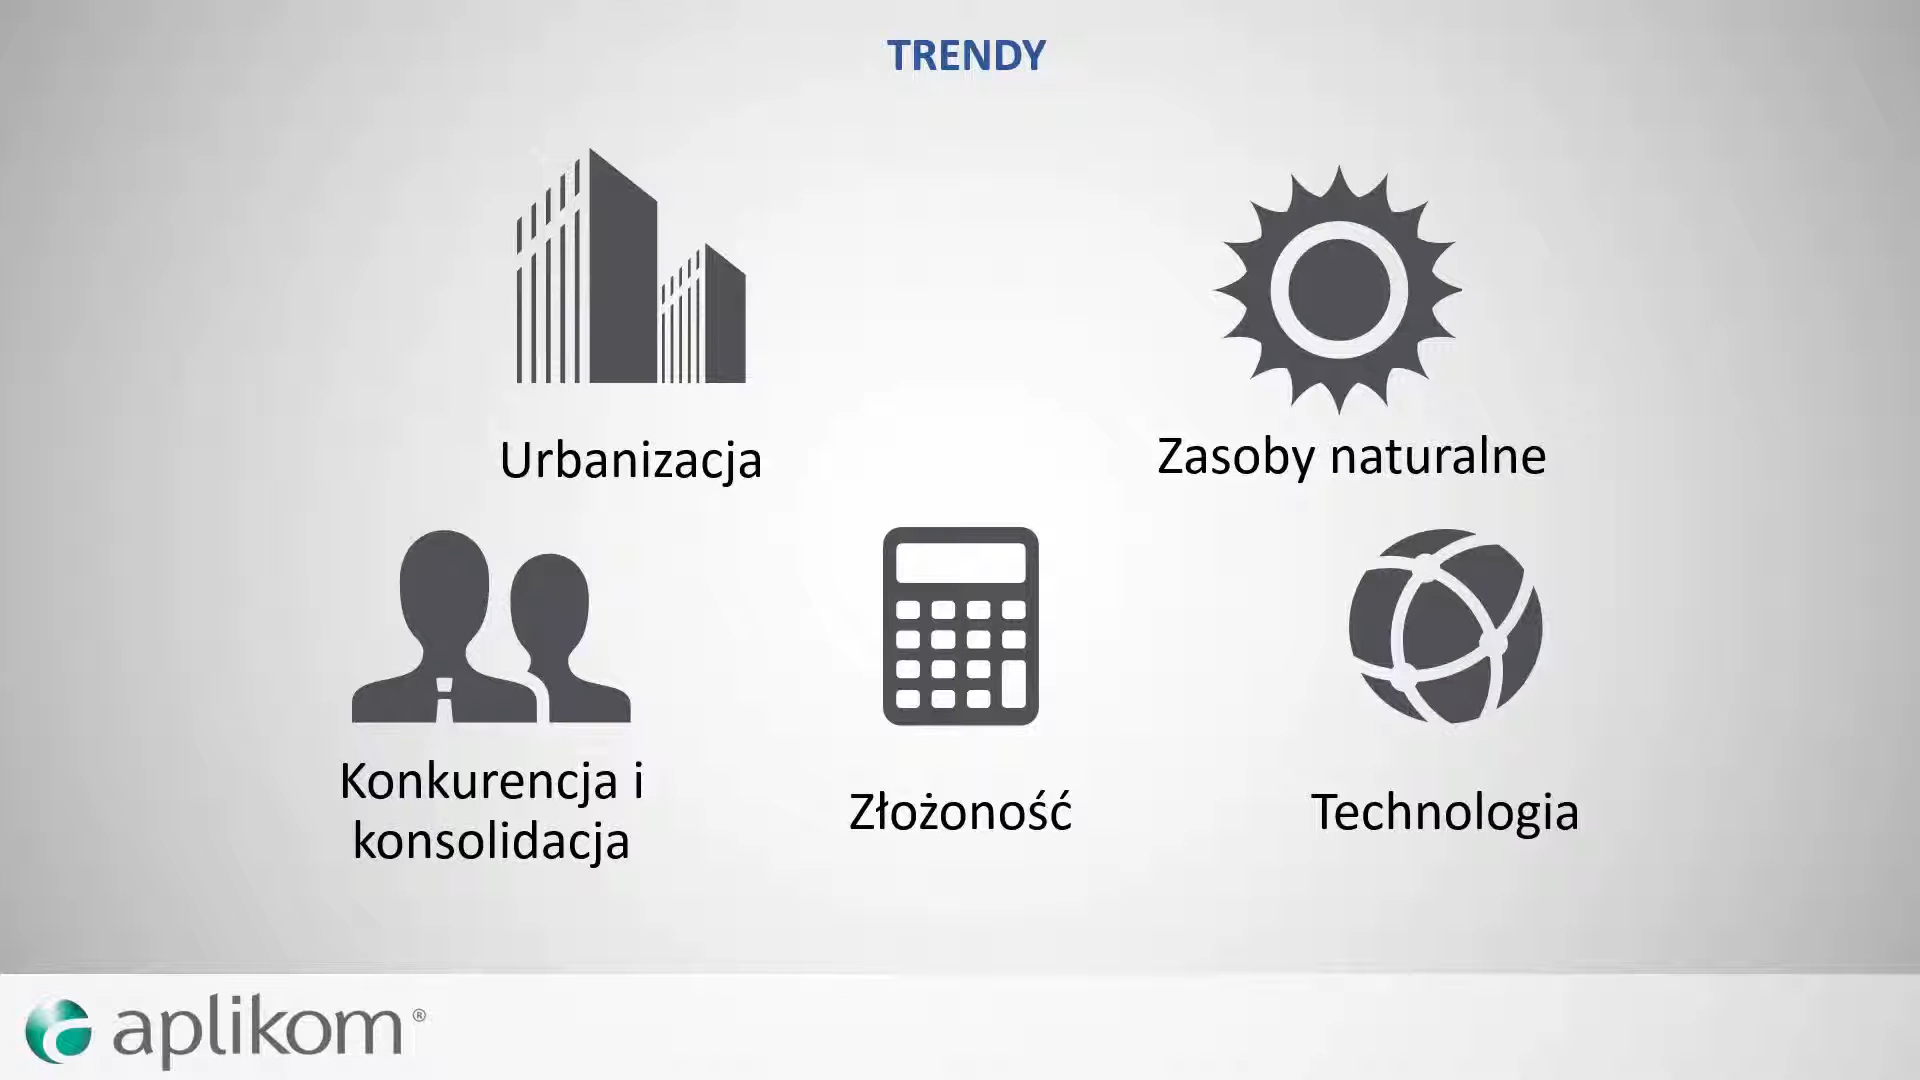 TRENDY
Urbanizacja
Zasoby naturalne
Konkurencja i
konsolidacja
Złożoność
Technologia
aplikom®